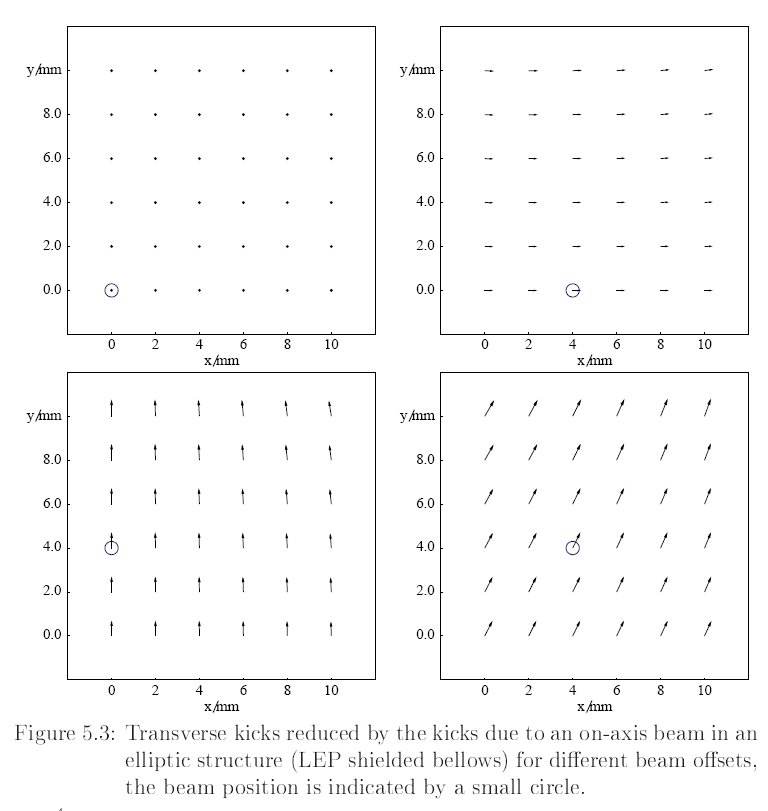 y/mm
8.0
6.0
4.0
2.0
0.0
0 2 4 6 8 10
x/mm
y/mm
8.0
6.0
4.0
2.0
0.0
0 2 4 6 8 10
x/mm
y/mm
8.0
6.0
4.0
2.0
0.0
0 2 4 6 8 10
x/mm
y/mm
8.0
6.0
4.0
2.0
0.0
0 2 4 6 8 10
x/mm
Figure 5.3: Transverse kicks reduced by the kicks due to an on-axis beam in an
elliptic structure (LEP shielded bellows) for different beam offsets,
the beam position is indicated by a small circle.